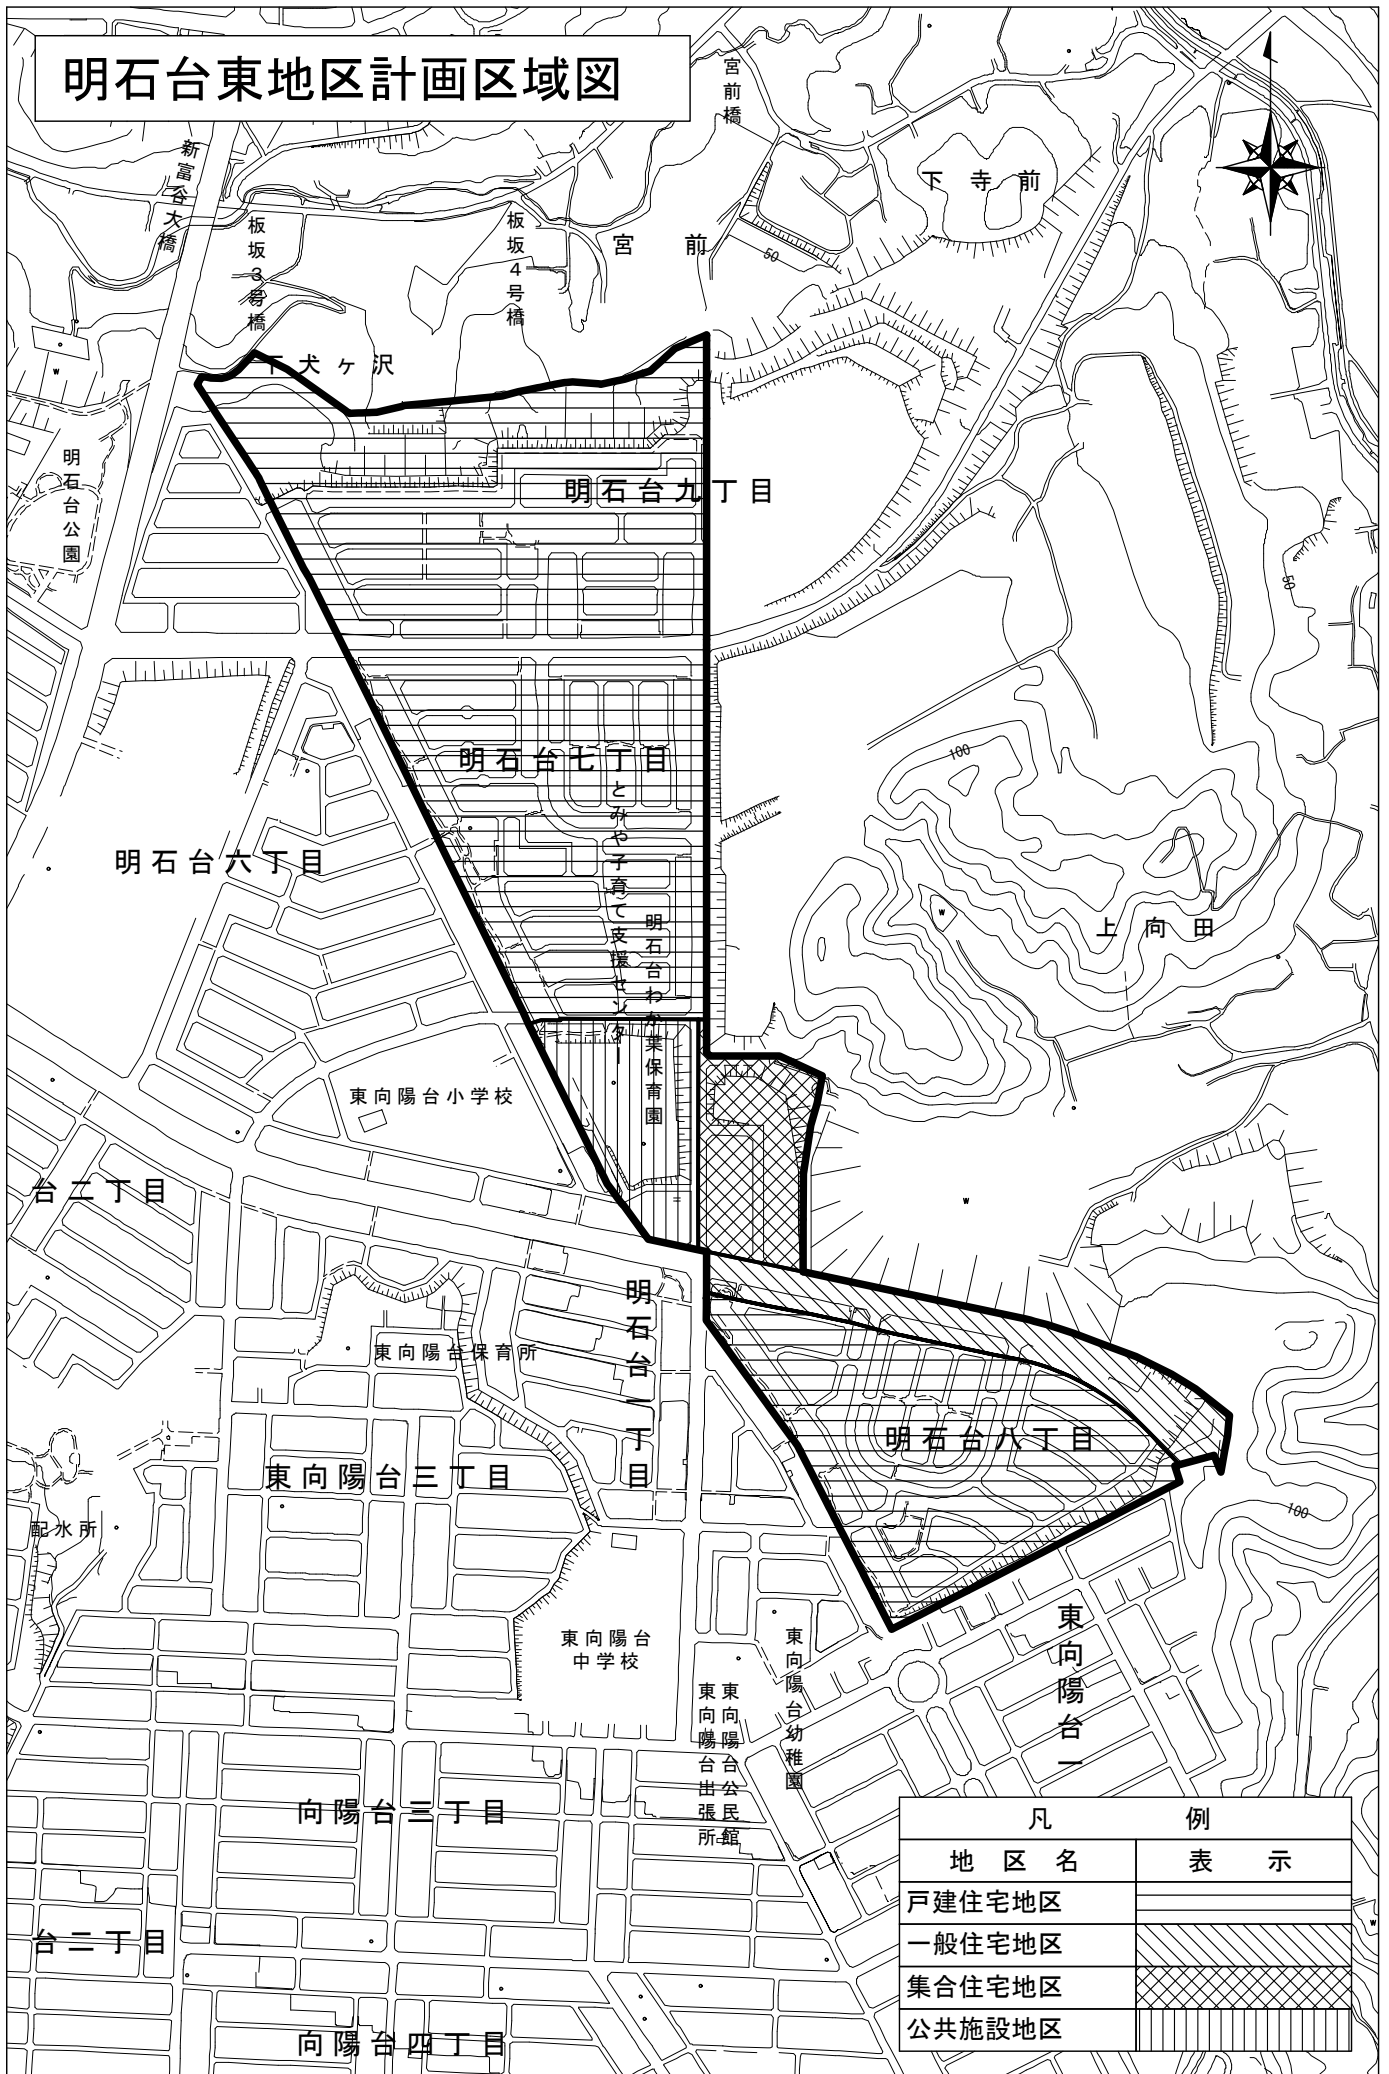 明石台東地区計画区域図
宮前橋
新富谷大橋
板坂3号橋
板坂4号橋
宮前
下寺前
50
下犬ヶ沢
明石台公園
明石台九丁目
50
明石台七丁目
100
とみや子育て支援センター
明石台六丁目
明石台わか葉保育園
上向田
東向陽台小学校
台二丁目
明石台一丁目
東向陽台保育所
明石台八丁目
東向陽台三丁目
配水所
100
東向陽台一
東向陽台
中学校
東向陽台幼稚園
東向陽台公民館
東向陽台出張所
向陽台三丁目
台二丁目
向陽台四丁目
凡例
地区名 表示
戸建住宅地区
一般住宅地区
集合住宅地区
公共施設地区